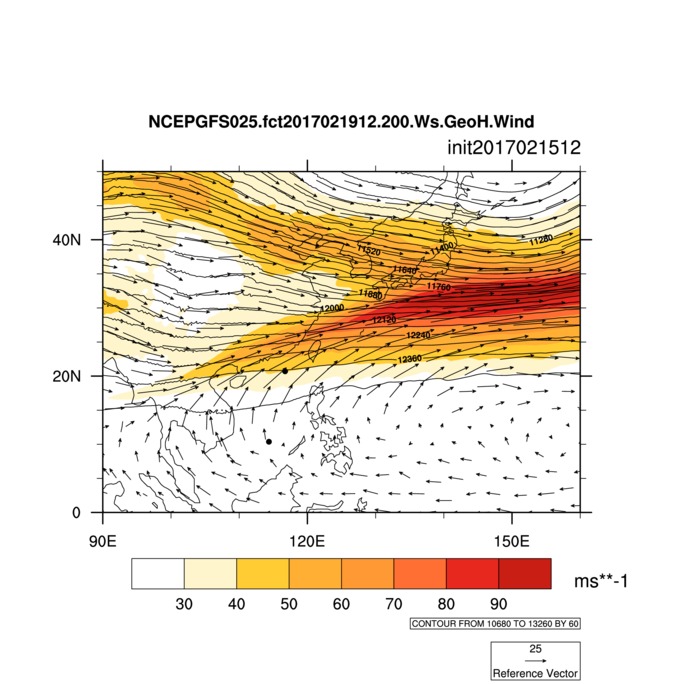 NCEPGFS025.fct2017021912.200.Ws.GeoH.Wind
init2017021512
40N
20N
0
11520
11400
11280
11640
11760
11880
12000
12120
12240
12360
90E 120E 150E
30 40 50 60 70 80 90
ms**-1
CONTOUR FROM 10680 TO 13260 BY 60
25
Reference Vector